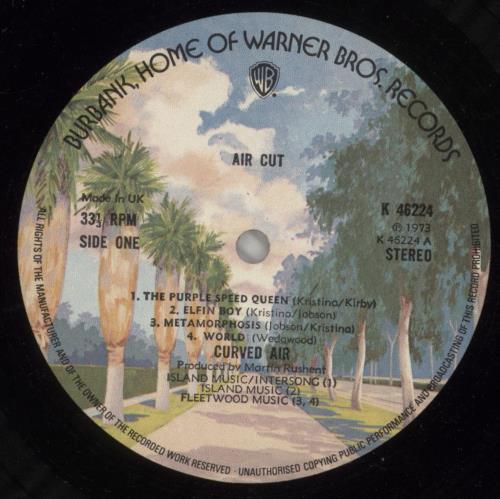 BURBANK, HOME OF WARNER BROS. RECORDS
WB
AIR CUT
Made In UK
33⅓ RPM
SIDE ONE
K 46224
℗ 1973
K 46224 A
STEREO
1. THE PURPLE SPEED QUEEN (Kristina/Kirby)
2. ELFIN BOY (Kristina/Jobson)
3. METAMORPHOSIS (Jobson/Kristina)
4. WORLD (Wedgwood)
CURVED AIR
Produced by Martin Rushent
ISLAND MUSIC/INTERSONG (1)
ISLAND MUSIC (2)
FLEETWOOD MUSIC (3, 4)
ALL RIGHTS OF THE MANUFACTURER AND OF THE OWNER OF THE RECORDED WORK RESERVED · UNAUTHORISED COPYING PUBLIC PERFORMANCE AND BROADCASTING OF THIS RECORD PROHIBITED